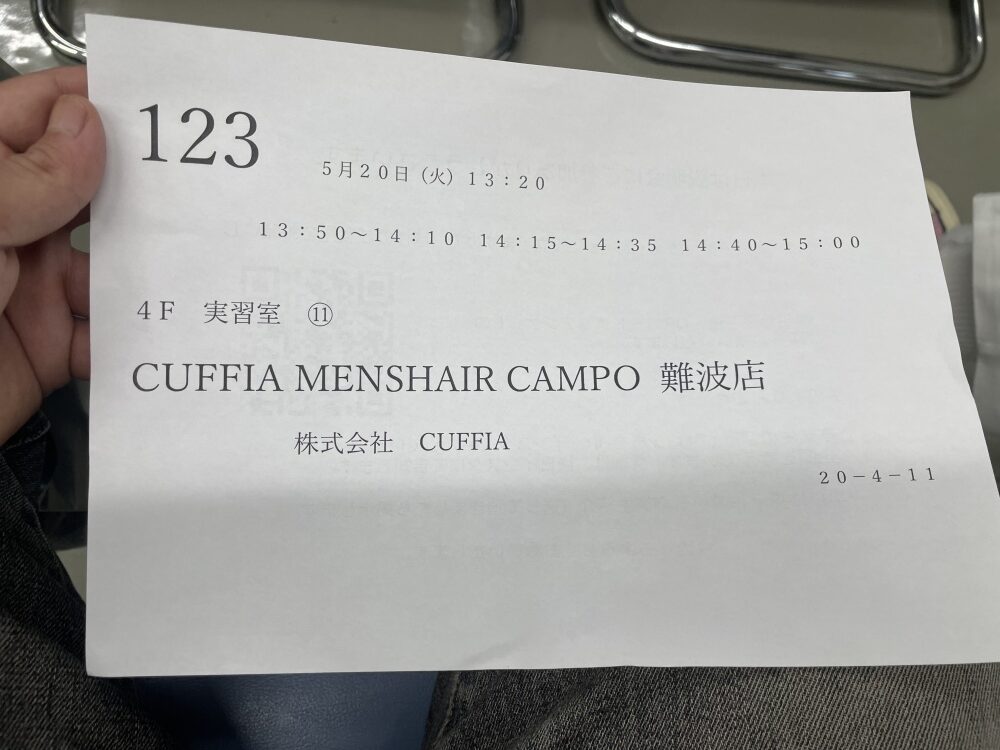 123
5月20日（火）13：20
13：50～14：10　14：15～14：35　14：40～15：00
4F　実習室　⑪
CUFFIA MENSHAIR CAMPO 難波店
株式会社　CUFFIA
20－4－11